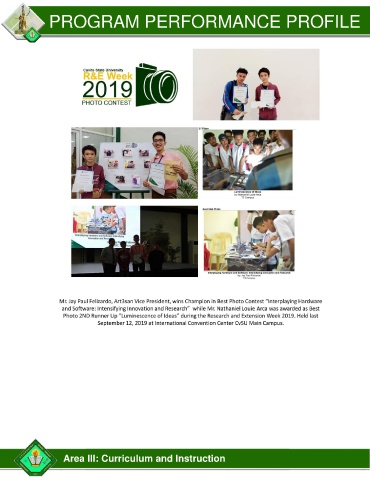 PROGRAM PERFORMANCE PROFILE
Cavite State University
R&E Week
2019
PHOTO CONTEST
Mr. Jay Paul Felizardo, Art3san Vice President, wins Champion in Best Photo Contest "Interplaying Hardware
and Software: Intensifying Innovation and Research" while Mr. Nathaniel Louie Arca was awarded as Best
Photo 2ND Runner Up "Luminescence of Ideas" during the Research and Extension Week 2019. Held last
September 12, 2019 at International Convention Center CvSU Main Campus.
Area III: Curriculum and Instruction